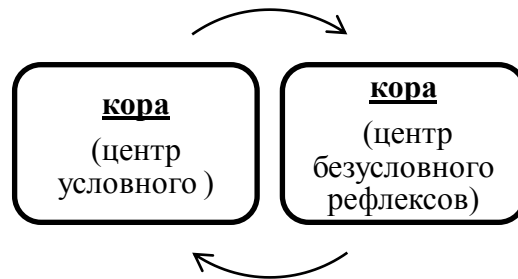 кора
(центр
условного )
кора
(центр
безусловного
рефлексов)